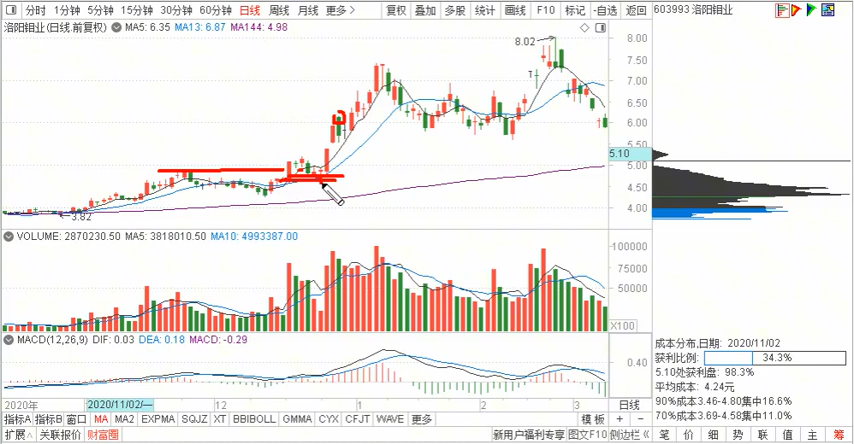 分时 1分钟 5分钟 15分钟 30分钟 60分钟 日线 周线 月线 更多 复权 叠加 多股 统计 画线 F10 标记 -自选 返回 603993 洛阳钼业
洛阳钼业(日线.前复权) MA5: 6.35 MA13: 6.87 MA144: 4.98
8.02
8.00
7.50
7.00
6.50
6.00
5.50
5.10
5.00
4.50
4.00
3.82
T
VOLUME: 2870230.50 MA5: 3818010.50 MA10: 4993387.00
100000
75000
50000
X100
MACD(12,26,9) DIF: 0.03 DEA: 0.18 MACD: -0.29
0.40
成本分布,日期: 2020/11/02
获利比例: 34.3%
5.10处获利盘: 98.3%
平均成本: 4.24元
90%成本3.46-4.80集中16.6%
70%成本3.69-4.58集中11.0%
2020年 2020/11/02/一 12 1 2 3 日线
指标A 指标B 窗口 MA MA2 EXPMA SQJZ XT BBIBOLL GMMA CYX CFJT WAVE 更多 模板 + -
扩展∧ 关联报价 财富圈 新用户福利专享 图文F10 侧边栏 笔 价 细 势 联 值 主 筹